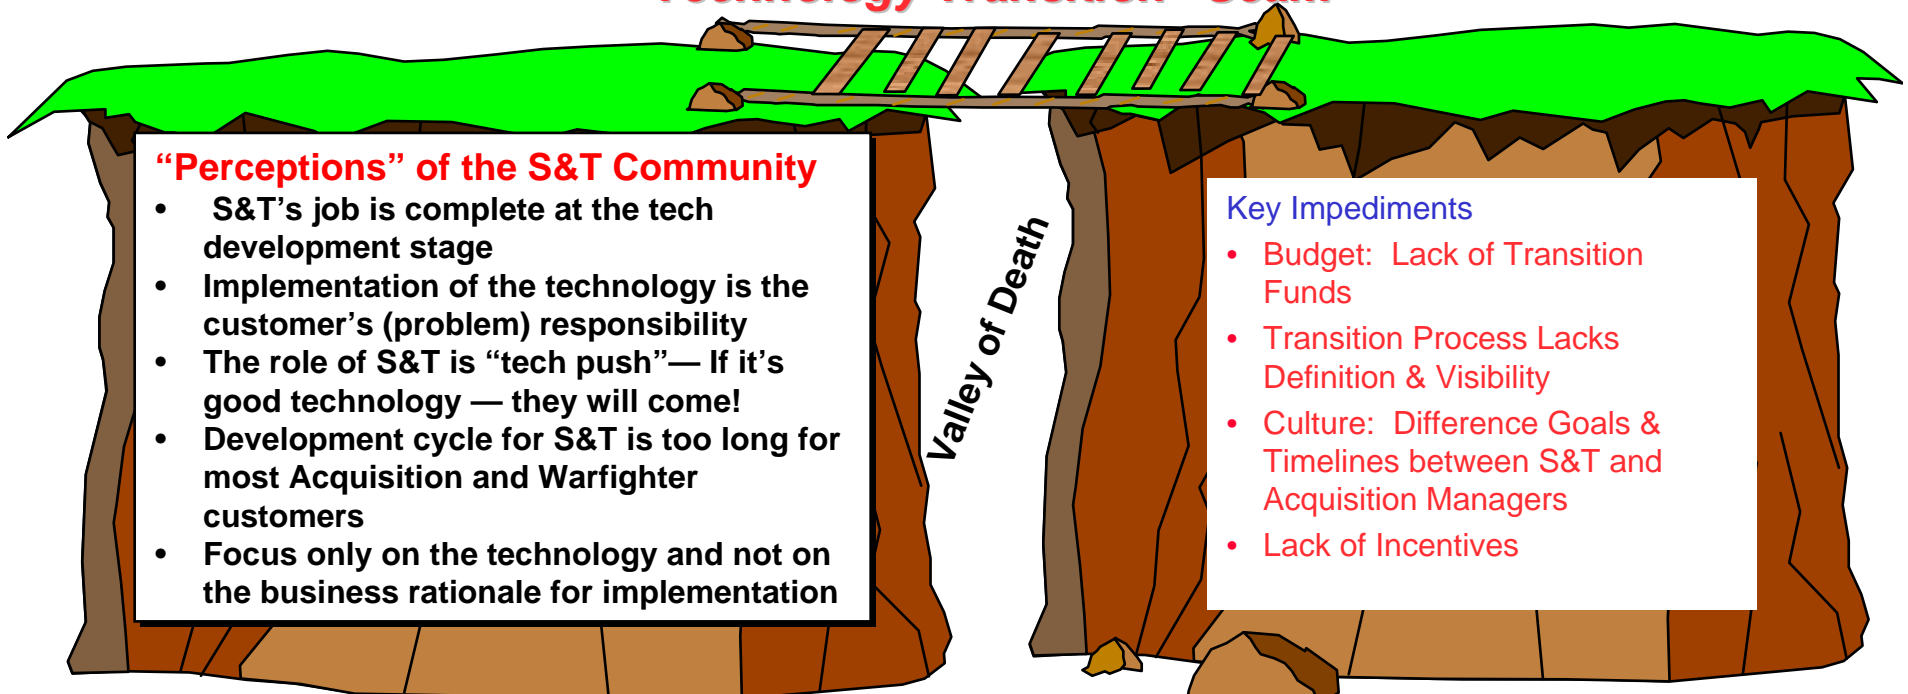 Technology Transition "Seam"
“Perceptions” of the S&T Community
• S&T’s job is complete at the tech
development stage
• Implementation of the technology is the
customer’s (problem) responsibility
• The role of S&T is “tech push”— If it’s
good technology — they will come!
• Development cycle for S&T is too long for
most Acquisition and Warfighter
customers
• Focus only on the technology and not on
the business rationale for implementation
Valley of Death
Key Impediments
• Budget: Lack of Transition
Funds
• Transition Process Lacks
Definition & Visibility
• Culture: Difference Goals &
Timelines between S&T and
Acquisition Managers
• Lack of Incentives